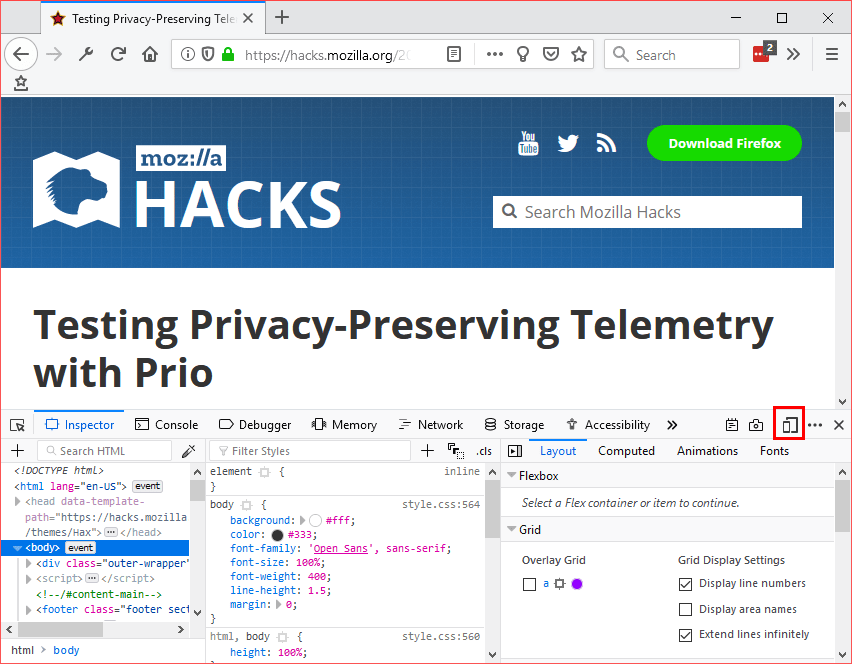 Testing Privacy-Preserving Tele
https://hacks.mozilla.org/20
Search
2
You
Tube
Download Firefox
moz://a
HACKS
Search Mozilla Hacks
Testing Privacy-Preserving Telemetry
with Prio
Inspector Console Debugger Memory Network Storage Accessibility
Search HTML
Filter Styles
.cls
Layout Computed Animations Fonts
<!DOCTYPE html>
<html lang="en-US"> event
<head data-template-
path="https://hacks.mozilla
/themes/Hax"> </head>
<body> event
<div class="outer-wrapper"
<script> </script>
<!--/#content-main-->
<footer class="footer sect
html > body
element { inline
}
body { style.css:564
background: #fff;
color: #333;
font-family: 'Open Sans', sans-serif;
font-size: 100%;
font-weight: 400;
line-height: 1.5;
margin: 0;
}
html, body { style.css:560
height: 100%;
Flexbox
Select a Flex container or item to continue.
Grid
Overlay Grid
a
Grid Display Settings
Display line numbers
Display area names
Extend lines infinitely